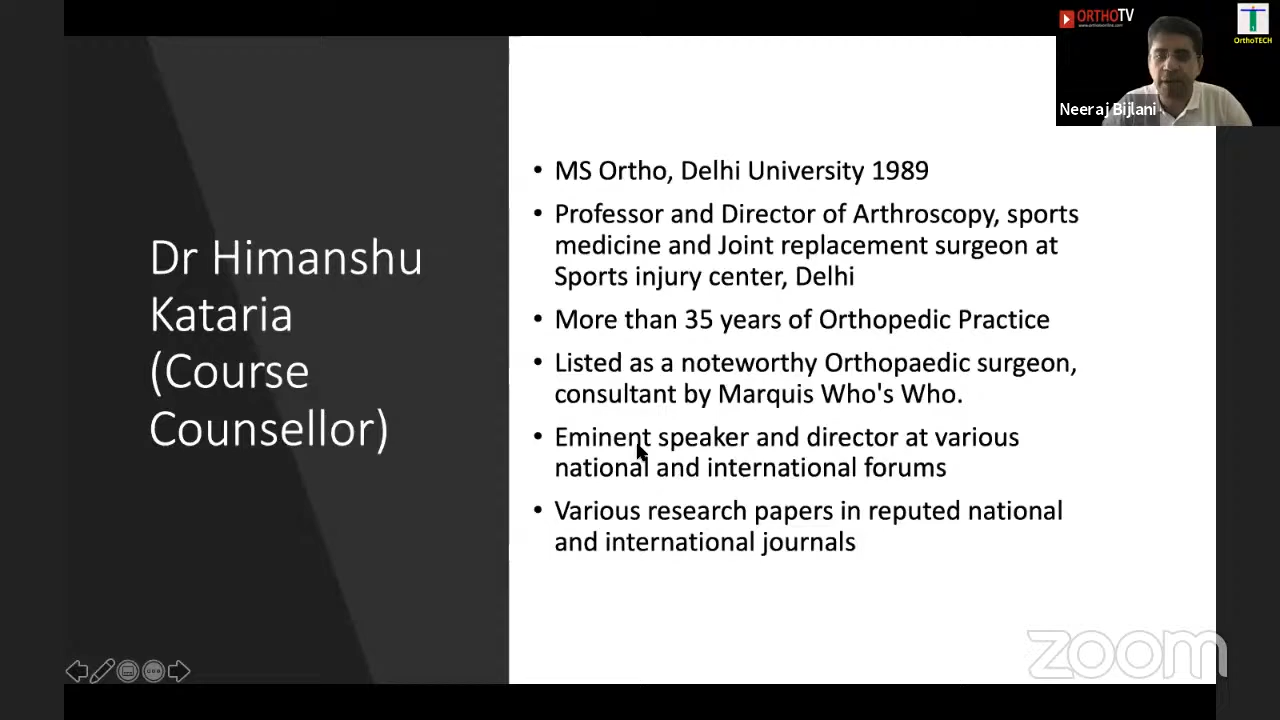 ORTHOTV
www.orthotvonline.com
OrthoTECH
Neeraj Bijlani
Dr Himanshu
Kataria
(Course
Counsellor)
• MS Ortho, Delhi University 1989
• Professor and Director of Arthroscopy, sports
medicine and Joint replacement surgeon at
Sports injury center, Delhi
• More than 35 years of Orthopedic Practice
• Listed as a noteworthy Orthopaedic surgeon,
consultant by Marquis Who's Who.
• Eminent speaker and director at various
national and international forums
• Various research papers in reputed national
and international journals
zoom